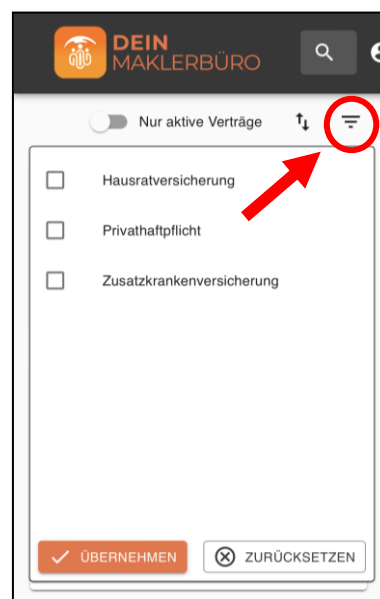 DEIN
MAKLERBÜRO
Nur aktive Verträge
Hausratversicherung
Privathaftpflicht
Zusatzkrankenversicherung
ÜBERNEHMEN ZURÜCKSETZEN